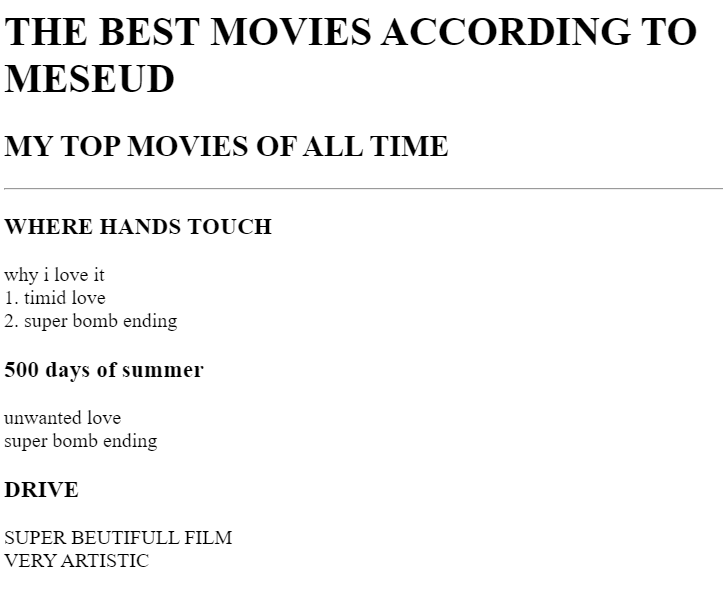 THE BEST MOVIES ACCORDING TO
MESEUD
MY TOP MOVIES OF ALL TIME
WHERE HANDS TOUCH
why i love it
1. timid love
2. super bomb ending
500 days of summer
unwanted love
super bomb ending
DRIVE
SUPER BEUTIFULL FILM
VERY ARTISTIC